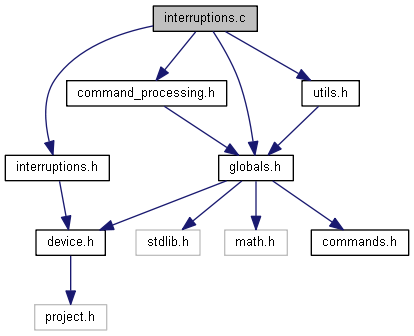 interruptions.c
command_processing.h
utils.h
interruptions.h
globals.h
device.h
stdlib.h
math.h
commands.h
project.h